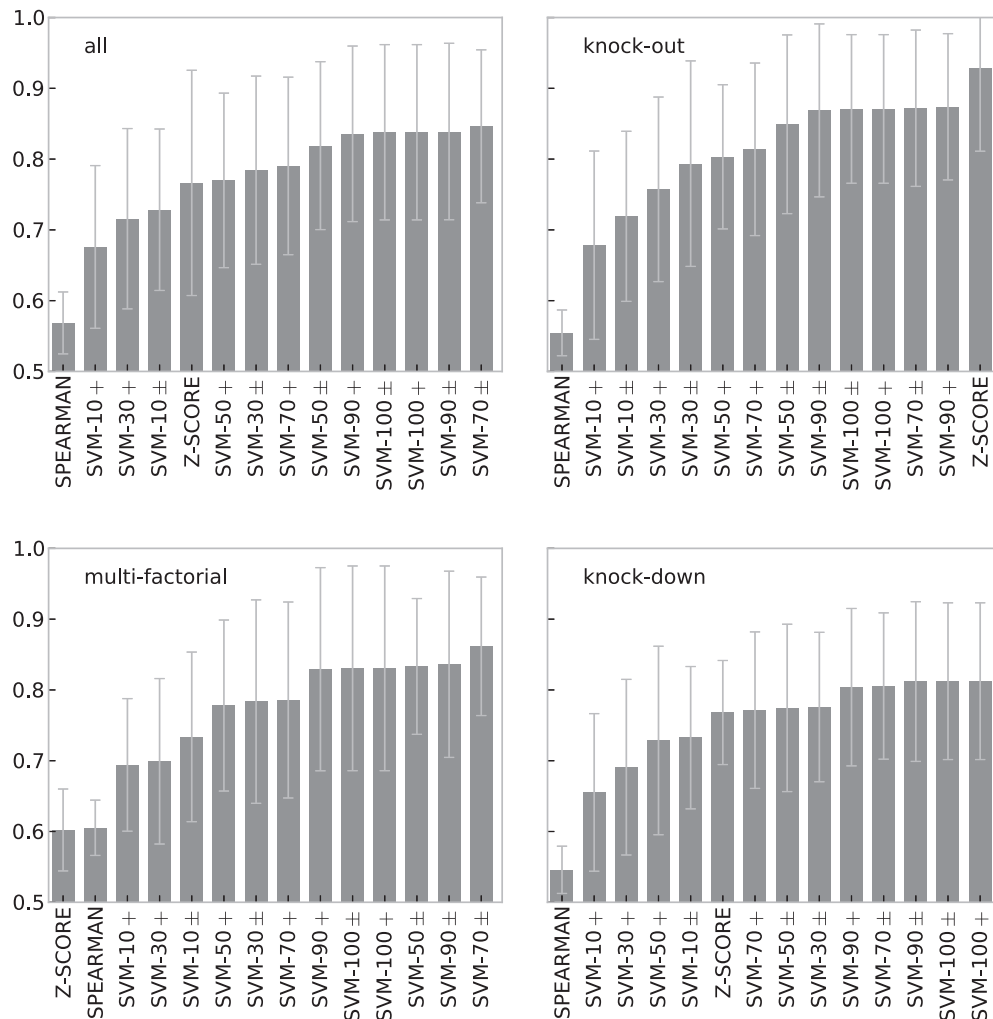 1.0
0.9
0.8
0.7
0.6
0.5
all
SPEARMAN
SVM-10+
SVM-30+
SVM-10±
Z-SCORE
SVM-50+
SVM-30±
SVM-70+
SVM-50±
SVM-90+
SVM-100±
SVM-100+
SVM-90±
SVM-70±
knock-out
SPEARMAN
SVM-10+
SVM-10±
SVM-30+
SVM-30±
SVM-50+
SVM-70+
SVM-50±
SVM-90±
SVM-100±
SVM-100+
SVM-70±
SVM-90+
Z-SCORE
1.0
0.9
0.8
0.7
0.6
0.5
multi-factorial
Z-SCORE
SPEARMAN
SVM-10+
SVM-30+
SVM-10±
SVM-50+
SVM-30±
SVM-70+
SVM-90+
SVM-100±
SVM-100+
SVM-50±
SVM-90±
SVM-70±
knock-down
SPEARMAN
SVM-10+
SVM-30+
SVM-50+
SVM-10±
Z-SCORE
SVM-70+
SVM-50±
SVM-30±
SVM-90+
SVM-70±
SVM-90±
SVM-100±
SVM-100+